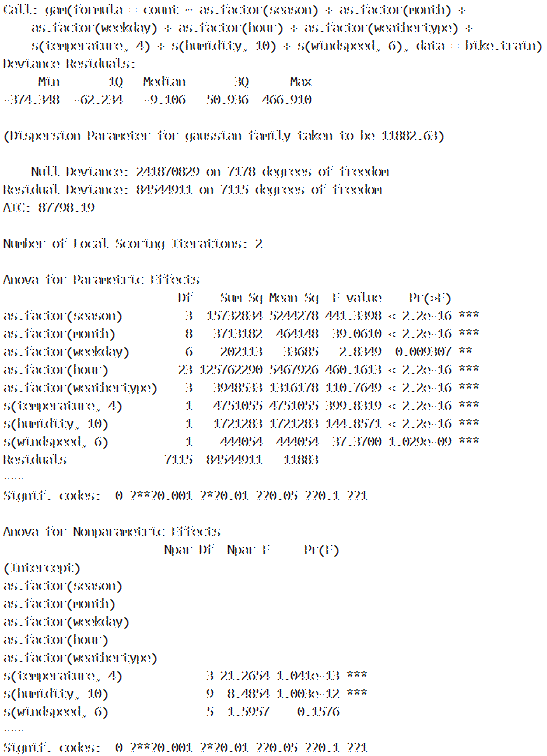 Call: gam(formula = count ~ as.factor(season) + as.factor(month) +
as.factor(weekday) + as.factor(hour) + as.factor(weathertype) +
s(temperature, 4) + s(humidity, 10) + s(windspeed, 6), data = bike.train)
Deviance Residuals:
Min 1Q Median 3Q Max
-374.348 -62.234 -9.106 50.936 466.910
(Dispersion Parameter for gaussian family taken to be 11882.63)
Null Deviance: 241870829 on 7178 degrees of freedom
Residual Deviance: 84544911 on 7115 degrees of freedom
AIC: 87798.19
Number of Local Scoring Iterations: 2
Anova for Parametric Effects
Df Sum Sq Mean Sq F value Pr(>F)
as.factor(season) 3 15732834 5244278 441.3398 < 2.2e-16 ***
as.factor(month) 8 3713182 464148 39.0610 < 2.2e-16 ***
as.factor(weekday) 6 202113 33685 2.8349 0.009307 **
as.factor(hour) 23 125762290 5467926 460.1613 < 2.2e-16 ***
as.factor(weathertype) 3 3948533 1316178 110.7649 < 2.2e-16 ***
s(temperature, 4) 1 4751055 4751055 399.8319 < 2.2e-16 ***
s(humidity, 10) 1 1721283 1721283 144.8571 < 2.2e-16 ***
s(windspeed, 6) 1 444054 444054 37.3700 1.029e-09 ***
Residuals 7115 84544911 11883
......
Signif. codes: 0 ?**?0.001 ?*?0.01 ??0.05 ??0.1 ??1
Anova for Nonparametric Effects
Npar Df Npar F Pr(F)
(Intercept)
as.factor(season)
as.factor(month)
as.factor(weekday)
as.factor(hour)
as.factor(weathertype)
s(temperature, 4) 3 21.2654 1.041e-13 ***
s(humidity, 10) 9 8.4854 1.003e-12 ***
s(windspeed, 6) 5 1.5957 0.1576
......
Signif. codes: 0 ?**?0.001 ?*?0.01 ??0.05 ??0.1 ??1